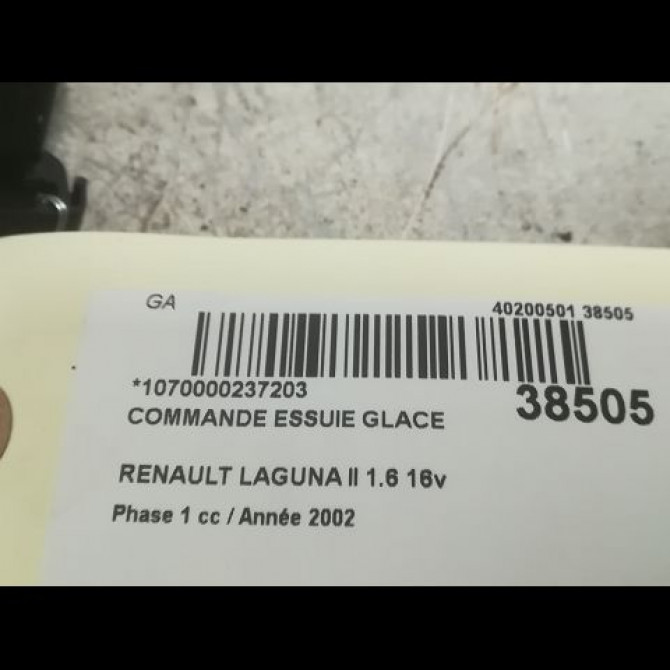 GA
40200501 38505
*1070000237203
38505
COMMANDE ESSUIE GLACE
RENAULT LAGUNA II 1.6 16v
Phase 1 cc / Année 2002